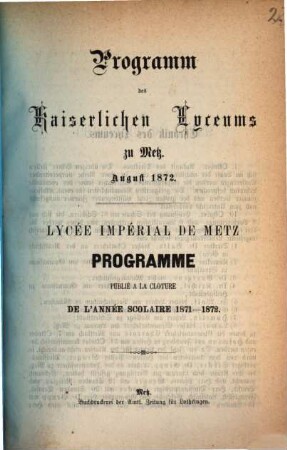 2
Programm
des
Kaiserlichen Lyceums
zu Metz.
August 1872.
LYCÉE IMPÉRIAL DE METZ
PROGRAMME
PUBLIÉ A LA CLOTURE
DE L'ANNÉE SCOLAIRE 1871—1872.
Metz.
Buchdruckerei der Amtl. Zeitung für Lothringen.